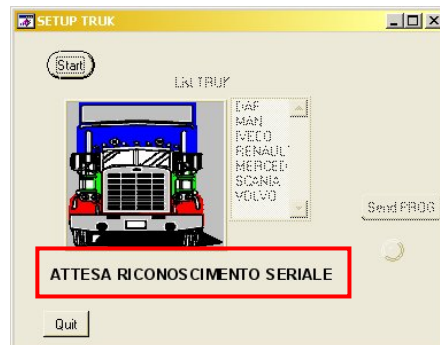 SETUP TRUK
Start
List TRUK
DAF
MAN
IVECO
RENAULT
MERCED
SCANIA
VOLVO
Send PROG
ATTESA RICONOSCIMENTO SERIALE
Quit